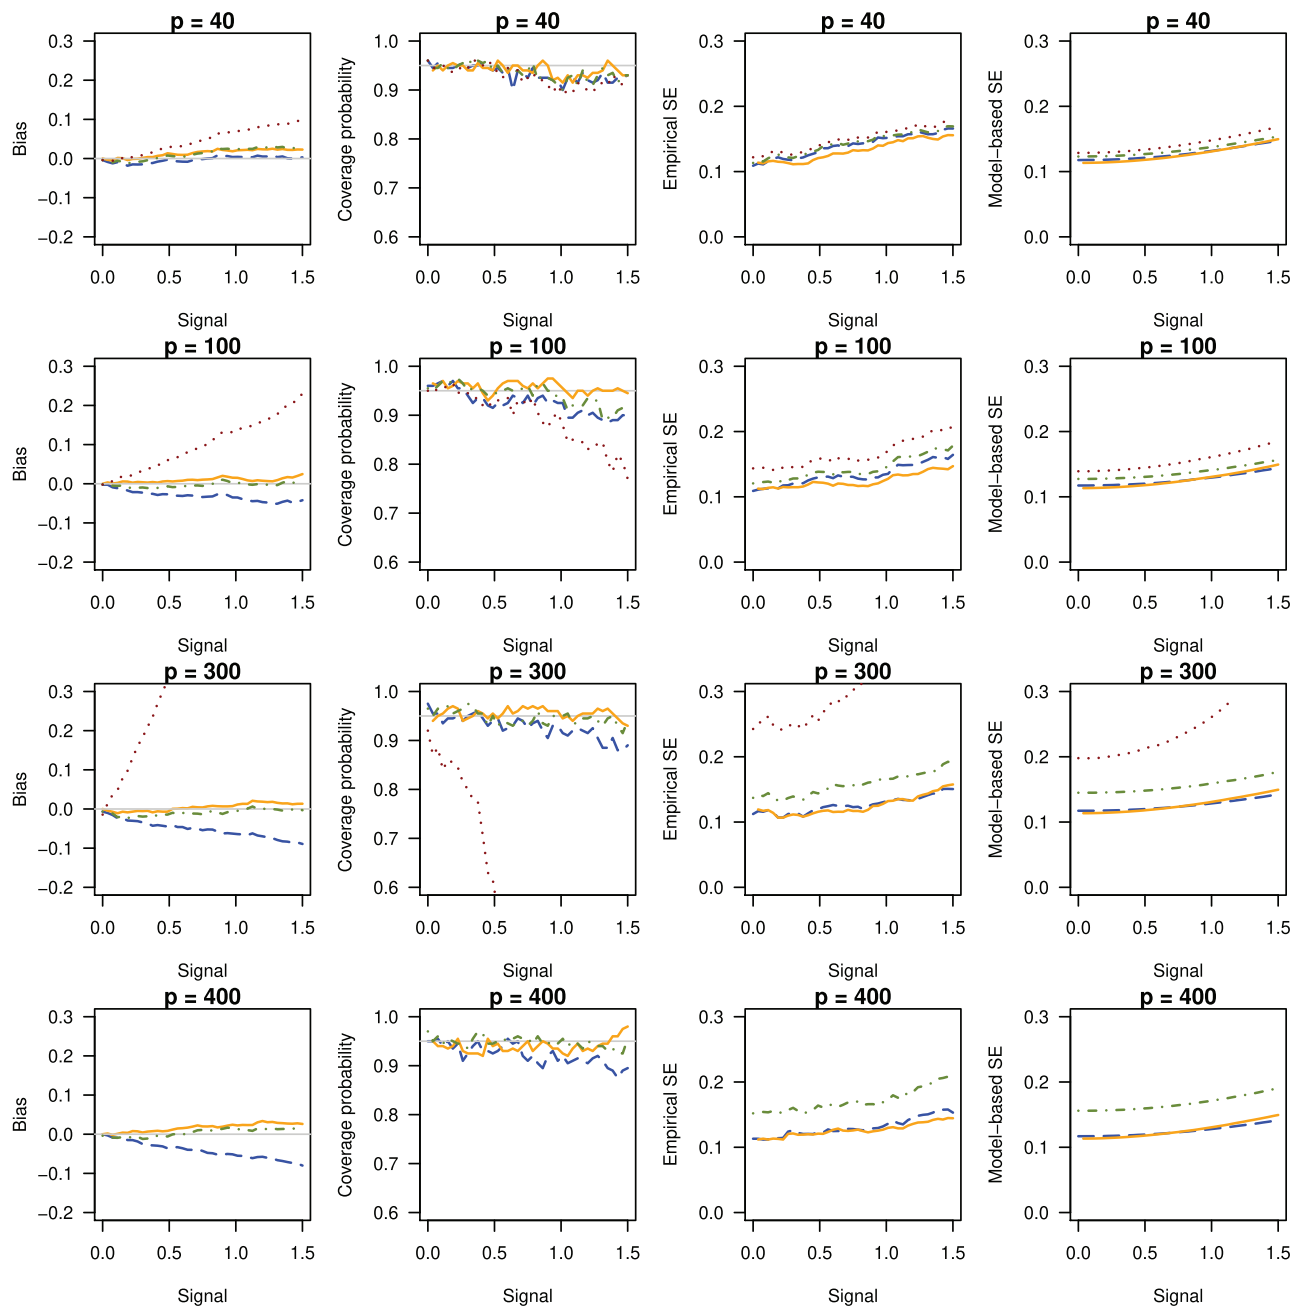 p = 40
p = 40
p = 40
p = 40
Bias
0.3
0.2
0.1
0.0
−0.1
−0.2
0.0 0.5 1.0 1.5
Signal
Coverage probability
1.0
0.9
0.8
0.7
0.6
0.0 0.5 1.0 1.5
Signal
Empirical SE
0.3
0.2
0.1
0.0
0.0 0.5 1.0 1.5
Signal
Model−based SE
0.3
0.2
0.1
0.0
0.0 0.5 1.0 1.5
Signal
p = 100
p = 100
p = 100
p = 100
Bias
0.3
0.2
0.1
0.0
−0.1
−0.2
0.0 0.5 1.0 1.5
Signal
Coverage probability
1.0
0.9
0.8
0.7
0.6
0.0 0.5 1.0 1.5
Signal
Empirical SE
0.3
0.2
0.1
0.0
0.0 0.5 1.0 1.5
Signal
Model−based SE
0.3
0.2
0.1
0.0
0.0 0.5 1.0 1.5
Signal
p = 300
p = 300
p = 300
p = 300
Bias
0.3
0.2
0.1
0.0
−0.1
−0.2
0.0 0.5 1.0 1.5
Signal
Coverage probability
1.0
0.9
0.8
0.7
0.6
0.0 0.5 1.0 1.5
Signal
Empirical SE
0.3
0.2
0.1
0.0
0.0 0.5 1.0 1.5
Signal
Model−based SE
0.3
0.2
0.1
0.0
0.0 0.5 1.0 1.5
Signal
p = 400
p = 400
p = 400
p = 400
Bias
0.3
0.2
0.1
0.0
−0.1
−0.2
0.0 0.5 1.0 1.5
Signal
Coverage probability
1.0
0.9
0.8
0.7
0.6
0.0 0.5 1.0 1.5
Signal
Empirical SE
0.3
0.2
0.1
0.0
0.0 0.5 1.0 1.5
Signal
Model−based SE
0.3
0.2
0.1
0.0
0.0 0.5 1.0 1.5
Signal